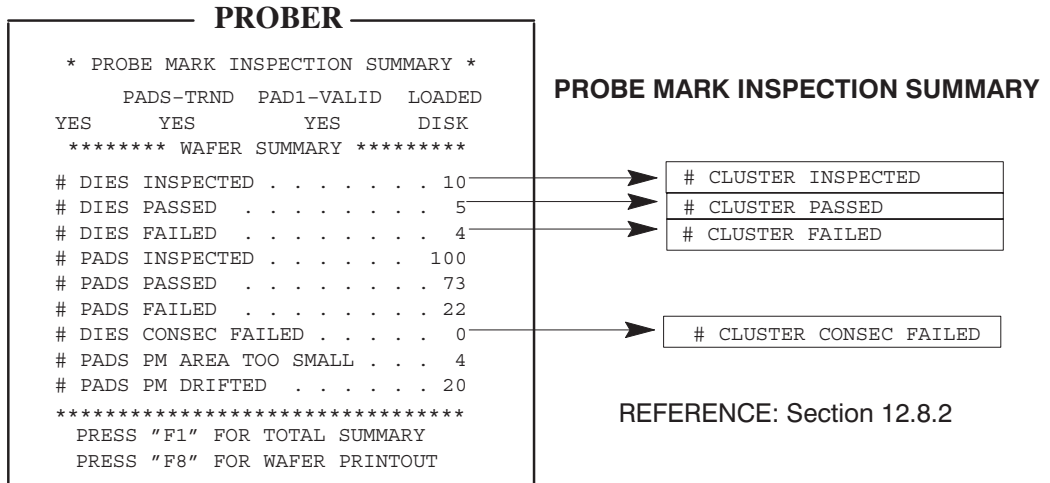 PROBER
* PROBE MARK INSPECTION SUMMARY *
PADS-TRND PAD1-VALID LOADED
YES YES YES DISK
******** WAFER SUMMARY *********
# DIES INSPECTED . . . . . . . 10
# DIES PASSED . . . . . . . . 5
# DIES FAILED . . . . . . . . 4
# PADS INSPECTED . . . . . . 100
# PADS PASSED . . . . . . . . 73
# PADS FAILED . . . . . . . . 22
# DIES CONSEC FAILED . . . . . 0
# PADS PM AREA TOO SMALL . . . 4
# PADS PM DRIFTED . . . . . . 20
*********************************
PRESS "F1" FOR TOTAL SUMMARY
PRESS "F8" FOR WAFER PRINTOUT
PROBE MARK INSPECTION SUMMARY
# CLUSTER INSPECTED
# CLUSTER PASSED
# CLUSTER FAILED
# CLUSTER CONSEC FAILED
REFERENCE: Section 12.8.2